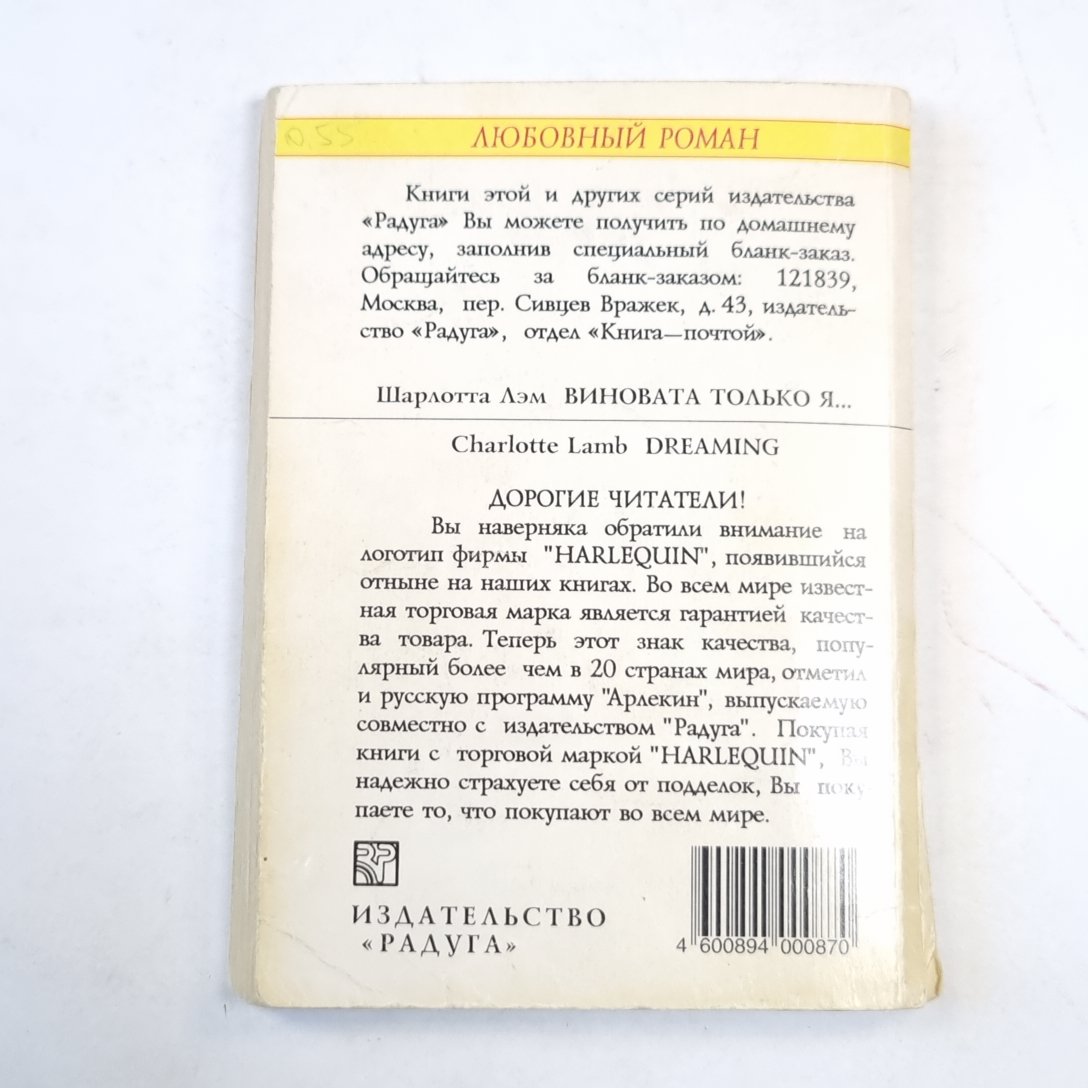 0,55
ЛЮБОВНЫЙ РОМАН
Книги этой и других серий издательства
«Радуга» Вы можете получить по домашнему
адресу, заполнив специальный бланк-заказ.
Обращайтесь за бланк-заказом: 121839,
Москва, пер. Сивцев Вражек, д. 43, издатель-
ство «Радуга», отдел «Книга—почтой».
Шарлотта Лэм ВИНОВАТА ТОЛЬКО Я...
Charlotte Lamb DREAMING
ДОРОГИЕ ЧИТАТЕЛИ!
Вы наверняка обратили внимание на
логотип фирмы "HARLEQUIN", появившийся
отныне на наших книгах. Во всем мире извест-
ная торговая марка является гарантией качест-
ва товара. Теперь этот знак качества, попу-
лярный более чем в 20 странах мира, отметил
и русскую программу "Арлекин", выпускаемую
совместно с издательством "Радуга". Покупая
книги с торговой маркой "HARLEQUIN", Вы
надежно страхуете себя от подделок, Вы поку-
паете то, что покупают во всем мире.
ИЗДАТЕЛЬСТВО
«РАДУГА»
4 600894 000870